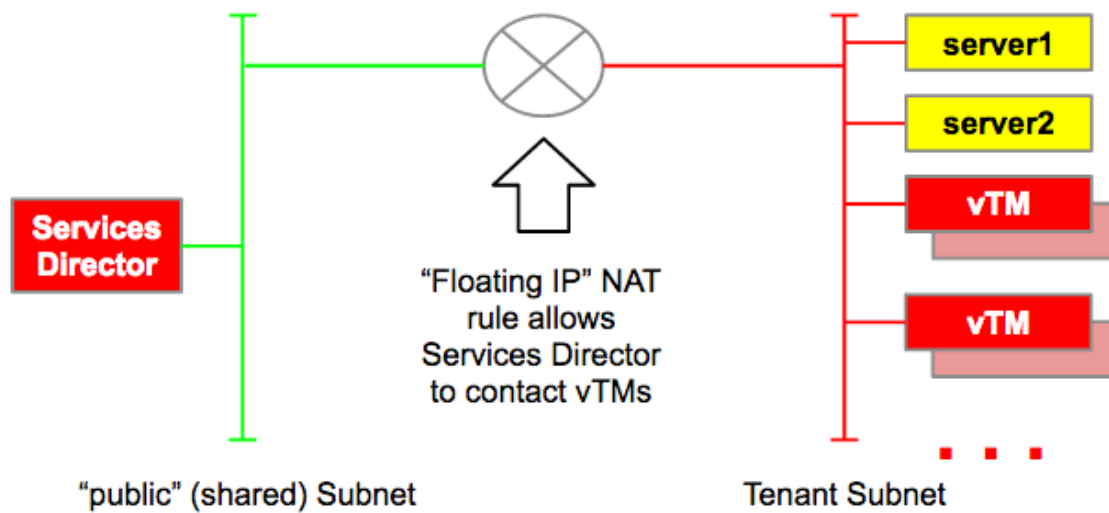 server1
server2
Services
Director
vTM
vTM
“Floating IP” NAT
rule allows
Services Director
to contact vTMs
“public” (shared) Subnet
Tenant Subnet